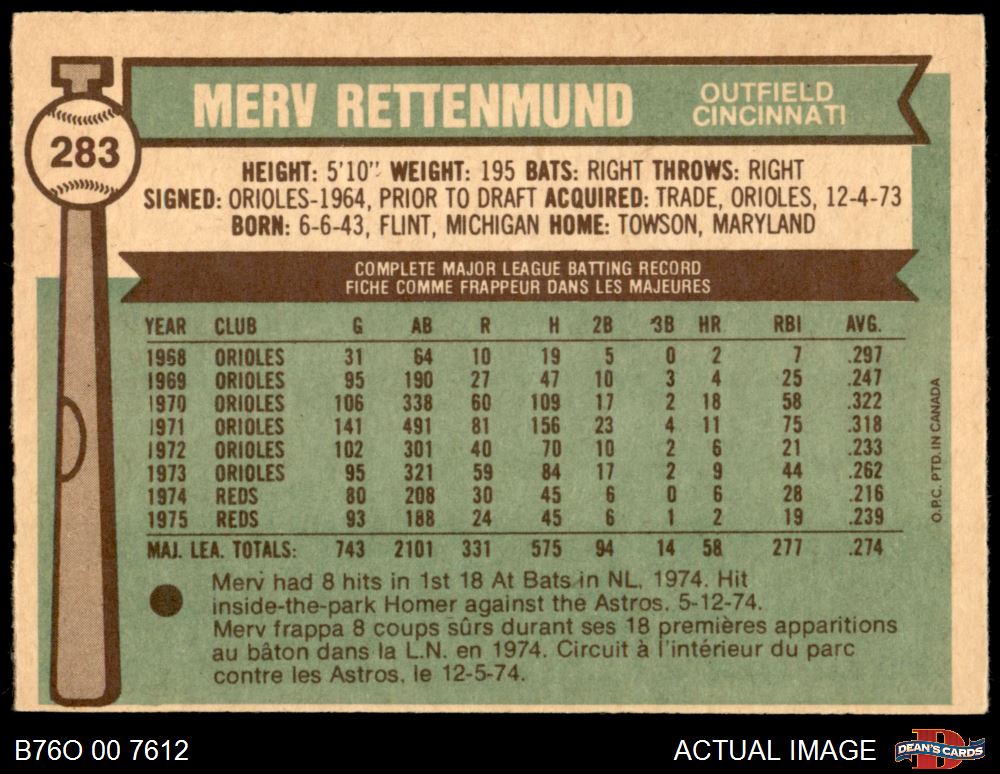 283
MERV RETTENMUND
OUTFIELD
CINCINNATI
HEIGHT: 5'10" WEIGHT: 195 BATS: RIGHT THROWS: RIGHT
SIGNED: ORIOLES-1964, PRIOR TO DRAFT ACQUIRED: TRADE, ORIOLES, 12-4-73
BORN: 6-6-43, FLINT, MICHIGAN HOME: TOWSON, MARYLAND
COMPLETE MAJOR LEAGUE BATTING RECORD
FICHE COMME FRAPPEUR DANS LES MAJEURES
YEAR CLUB G AB R H 2B 3B HR RBI AVG.
1968 ORIOLES 31 64 10 19 5 0 2 7 .297
1969 ORIOLES 95 190 27 47 10 3 4 25 .247
1970 ORIOLES 106 338 60 109 17 2 18 58 .322
1971 ORIOLES 141 491 81 156 23 4 11 75 .318
1972 ORIOLES 102 301 40 70 10 2 6 21 .233
1973 ORIOLES 95 321 59 84 17 2 9 44 .262
1974 REDS 80 208 30 45 6 0 6 28 .216
1975 REDS 93 188 24 45 6 1 2 19 .239
MAJ. LEA. TOTALS: 743 2101 331 575 94 14 58 277 .274
Merv had 8 hits in 1st 18 At Bats in NL, 1974. Hit
inside-the-park Homer against the Astros, 5-12-74.
Merv frappa 8 coups sûrs durant ses 18 premières apparitions
au bâton dans la L.N. en 1974. Circuit à l'intérieur du parc
contre les Astros, le 12-5-74.
O.P.C. PTD. IN CANADA
B76O 00 7612
ACTUAL IMAGE
DEAN'S CARDS